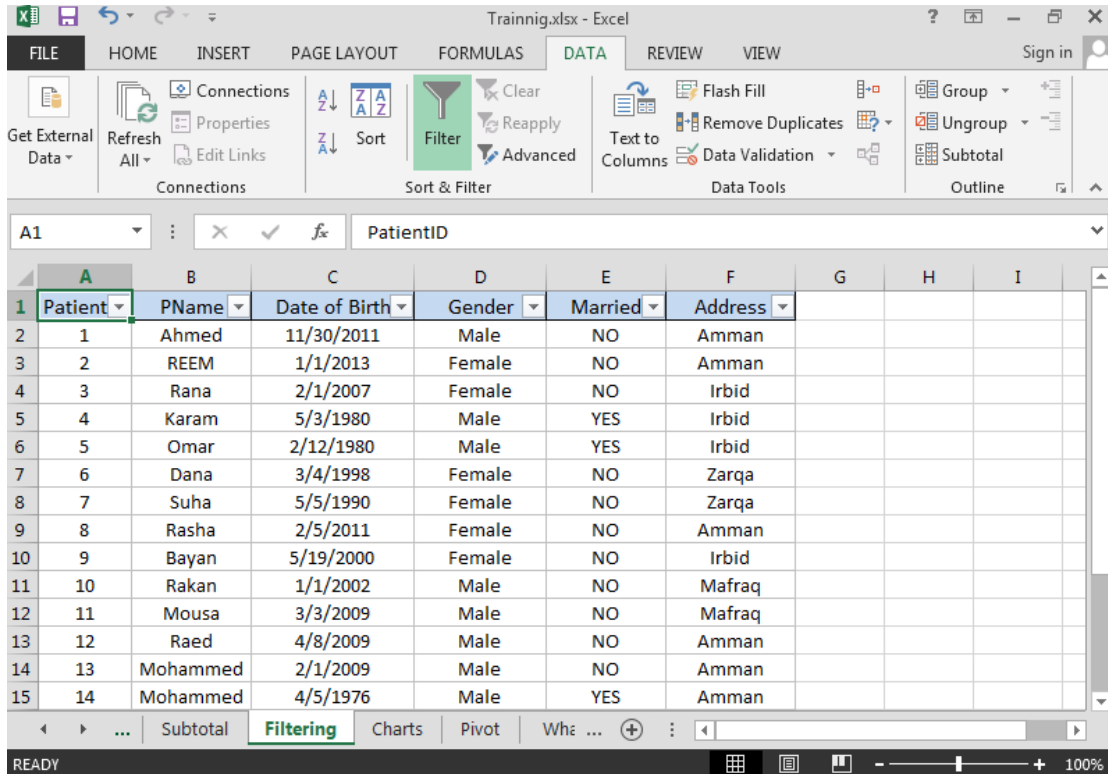 Trainnig.xlsx - Excel
?
FILE HOME INSERT PAGE LAYOUT FORMULAS DATA REVIEW VIEW Sign in
Get External Data
Refresh All
Connections
Properties
Edit Links
Connections
Sort
Filter
Clear
Reapply
Advanced
Sort & Filter
Text to Columns
Flash Fill
Remove Duplicates
Data Validation
Data Tools
Group
Ungroup
Subtotal
Outline
A1 fx PatientID
A B C D E F G H I
1 Patient PName Date of Birth Gender Married Address
2 1 Ahmed 11/30/2011 Male NO Amman
3 2 REEM 1/1/2013 Female NO Amman
4 3 Rana 2/1/2007 Female NO Irbid
5 4 Karam 5/3/1980 Male YES Irbid
6 5 Omar 2/12/1980 Male YES Irbid
7 6 Dana 3/4/1998 Female NO Zarqa
8 7 Suha 5/5/1990 Female NO Zarqa
9 8 Rasha 2/5/2011 Female NO Amman
10 9 Bayan 5/19/2000 Female NO Irbid
11 10 Rakan 1/1/2002 Male NO Mafraq
12 11 Mousa 3/3/2009 Male NO Mafraq
13 12 Raed 4/8/2009 Male NO Amman
14 13 Mohammed 2/1/2009 Male NO Amman
15 14 Mohammed 4/5/1976 Male YES Amman
... Subtotal Filtering Charts Pivot Wha ...
READY 100%